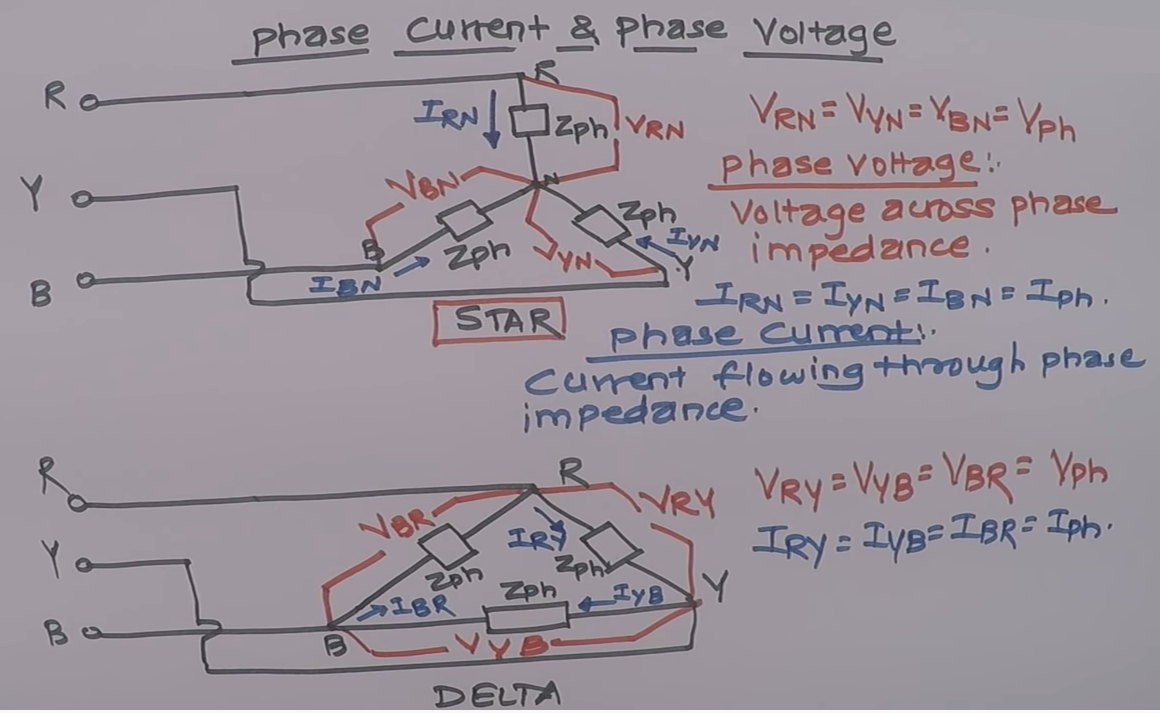 Phase Current & Phase Voltage
R
R
IRN
Zph
VRN
VRN = VYN = VBN = Vph
Phase Voltage:
Voltage across phase
impedance.
Y
VBN
N
Zph
IYN
B
Zph
VYN
Y
B
IBN
STAR
IRN = IYN = IBN = Iph.
Phase Current:
Current flowing through phase
impedance.
R
R
VBR
VRY
VRY = VYB = VBR = Vph
IRY
IRY = IYB = IBR = Iph.
Y
Zph
Zph
Zph
Y
IBR
IYB
B
B
VYB
DELTA